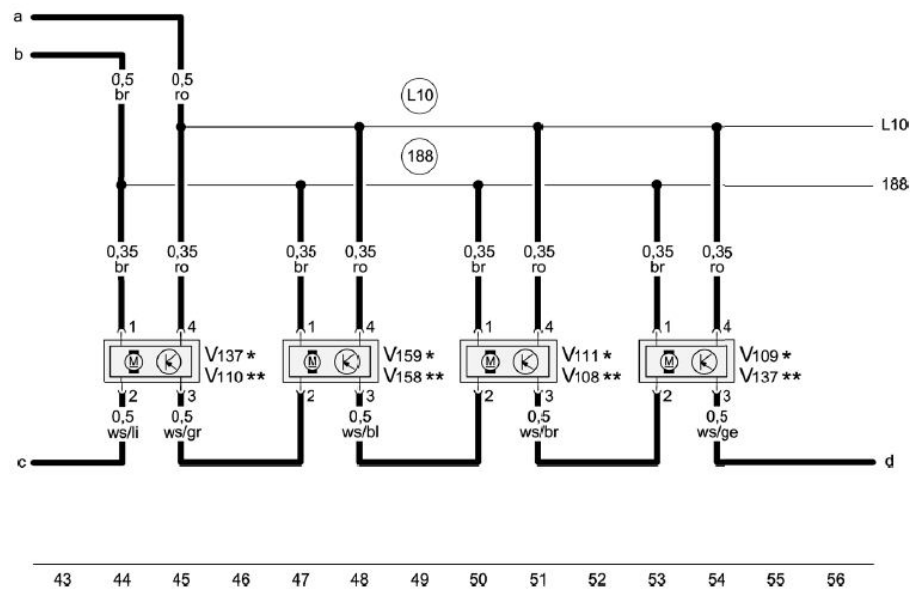 a
b
0,5 0,5
br ro
L10
L10
188
188
0,35 0,35 0,35 0,35 0,35 0,35 0,35 0,35
br ro br ro br ro br ro
1 4 1 4 1 4 1 4
M M M M
V137 * V159 * V111 * V109 *
V110 ** V158 ** V108 ** V137 **
2 3 2 3 2 3 2 3
0,5 0,5 0,5 0,5 0,5
ws/li ws/gr ws/bl ws/br ws/ge
c d
43 44 45 46 47 48 49 50 51 52 53 54 55 56